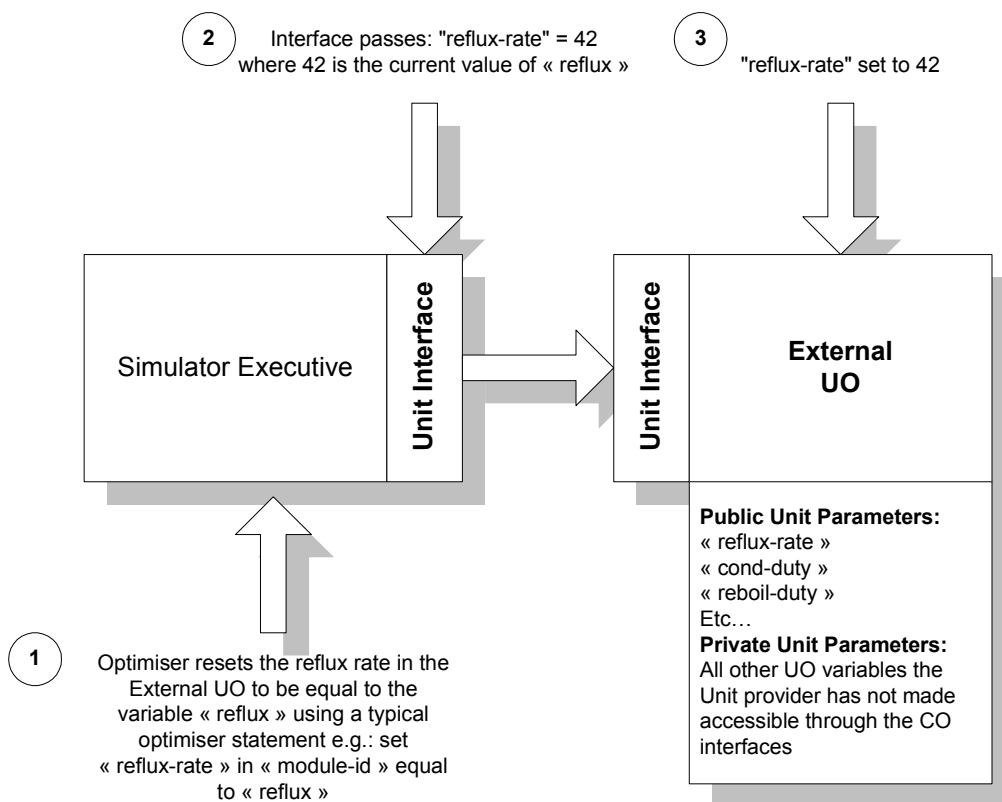 2
Interface passes: "reflux-rate" = 42
where 42 is the current value of « reflux »
3
"reflux-rate" set to 42
Simulator Executive
Unit Interface
Unit Interface
External
UO
Public Unit Parameters:
« reflux-rate »
« cond-duty »
« reboil-duty »
Etc…
Private Unit Parameters:
All other UO variables the
Unit provider has not made
accessible through the CO
interfaces
1
Optimiser resets the reflux rate in the
External UO to be equal to the
variable « reflux » using a typical
optimiser statement e.g.: set
« reflux-rate » in « module-id » equal
to « reflux »